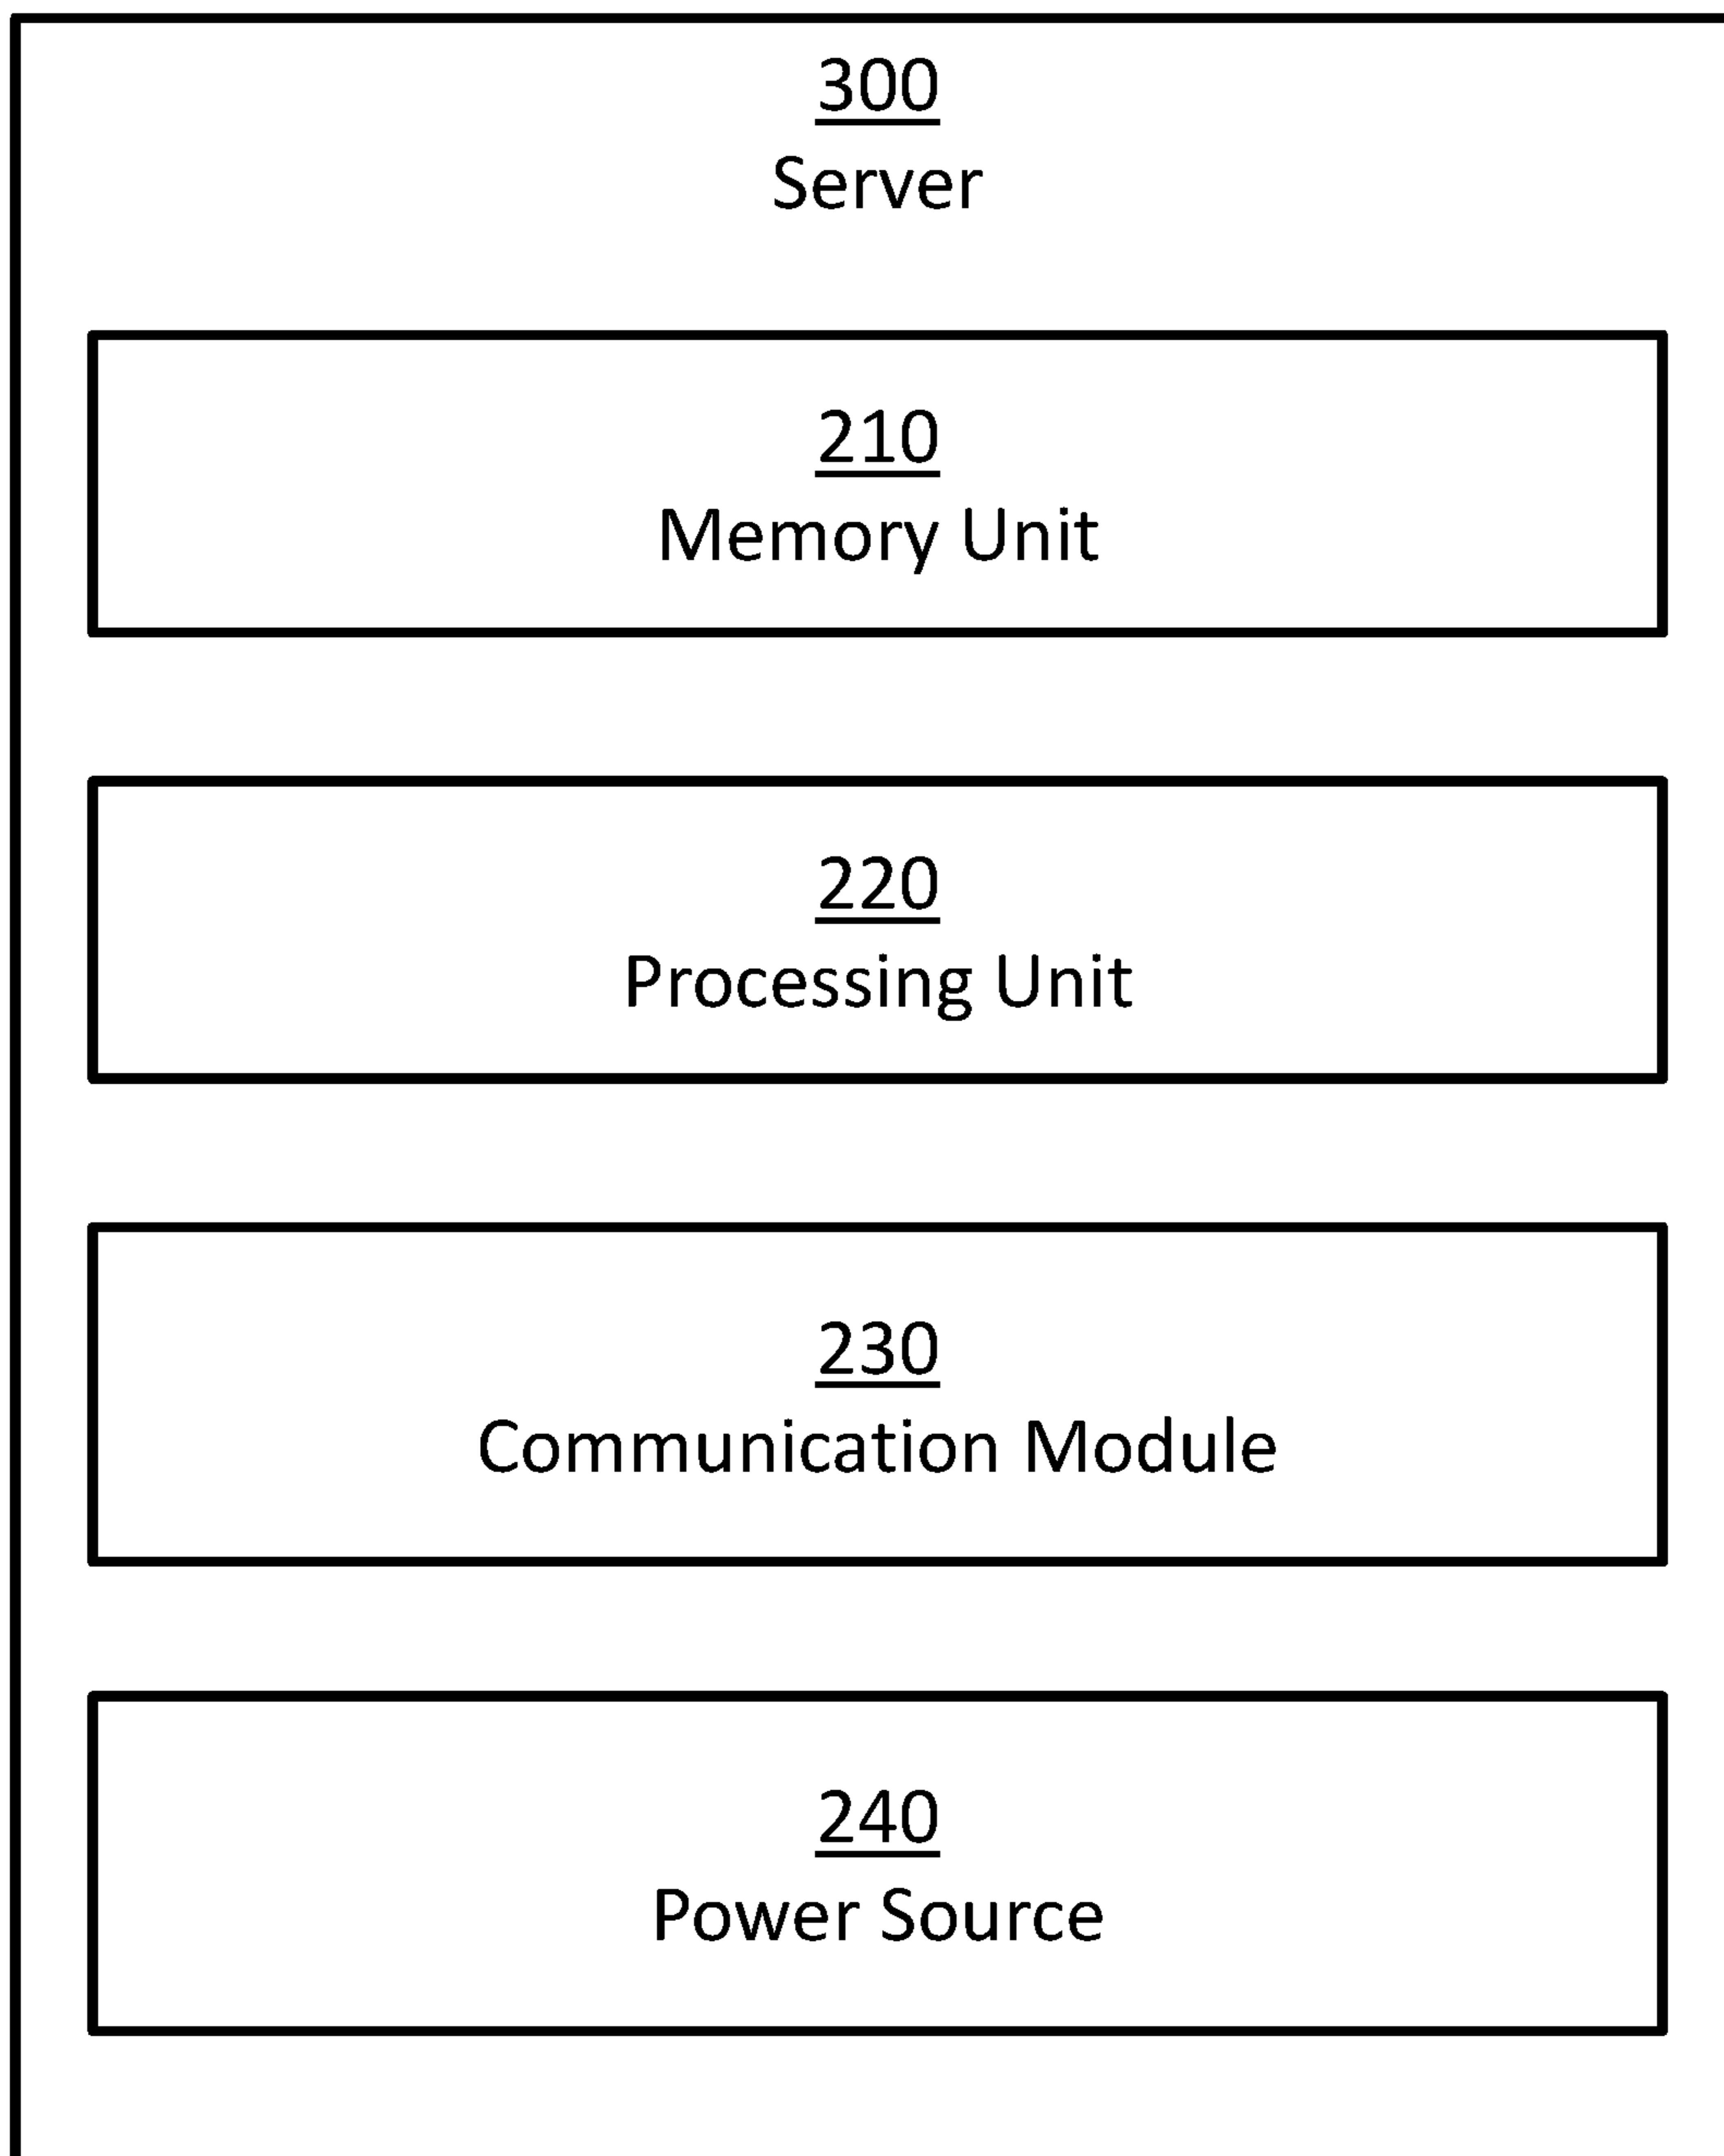 300
Server
210
Memory Unit
220
Processing Unit
230
Communication Module
240
Power Source